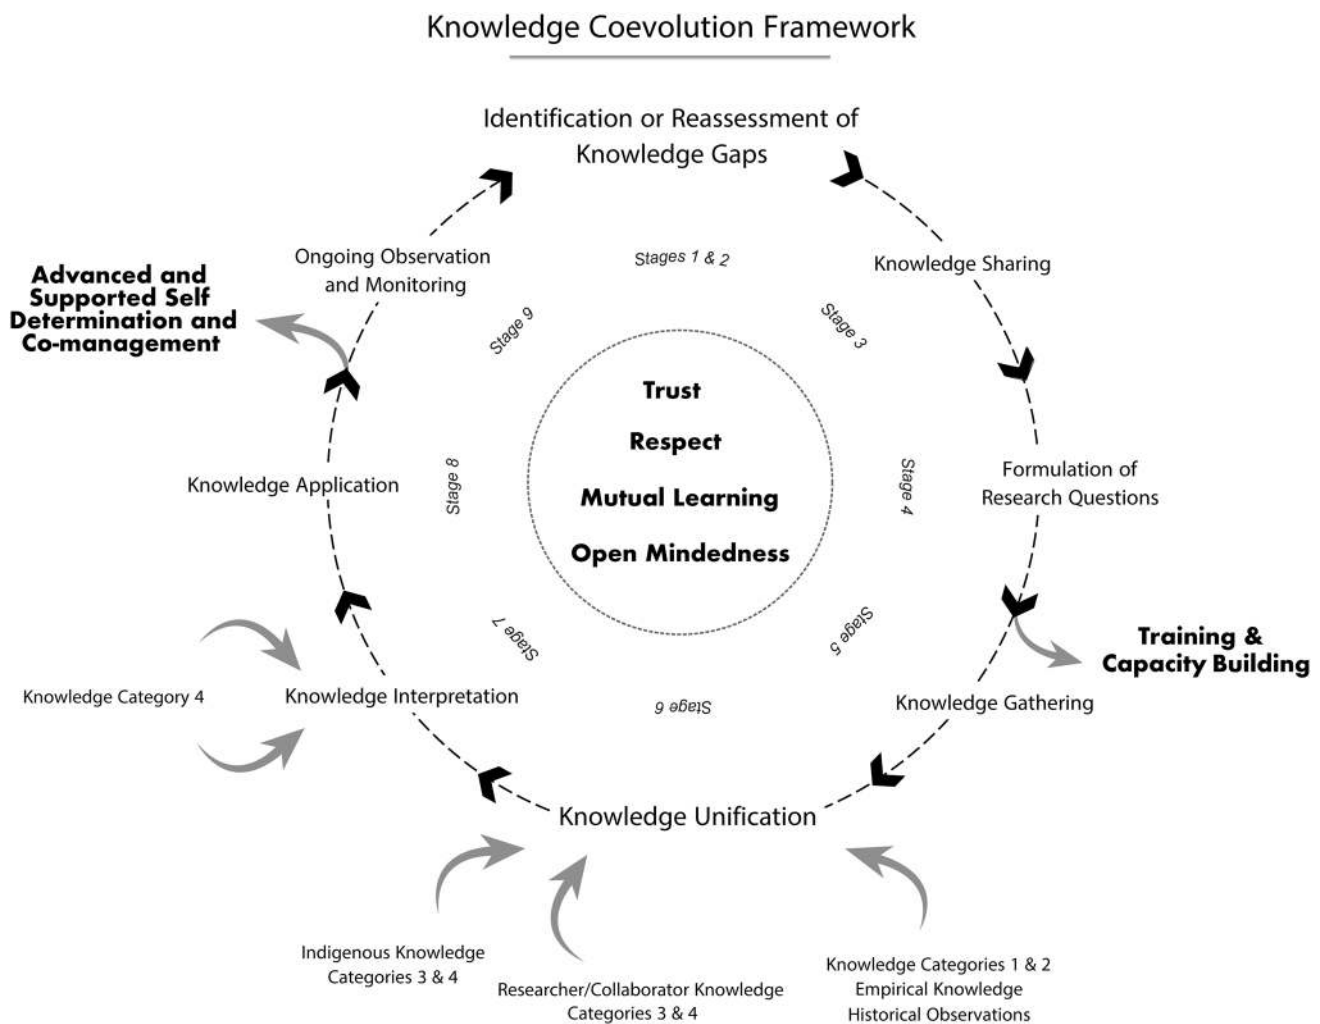 Knowledge Coevolution Framework
Identification or Reassessment of
Knowledge Gaps
Stages 1 & 2
Knowledge Sharing
Stage 3
Formulation of
Research Questions
Stage 4
Training &
Capacity Building
Knowledge Gathering
Stage 5
Knowledge Unification
Stage 6
Knowledge Categories 1 & 2
Empirical Knowledge
Historical Observations
Researcher/Collaborator Knowledge
Categories 3 & 4
Indigenous Knowledge
Categories 3 & 4
Knowledge Interpretation
Stage 7
Knowledge Category 4
Knowledge Application
Stage 8
Advanced and
Supported Self
Determination and
Co-management
Ongoing Observation
and Monitoring
Stage 9
Trust
Respect
Mutual Learning
Open Mindedness